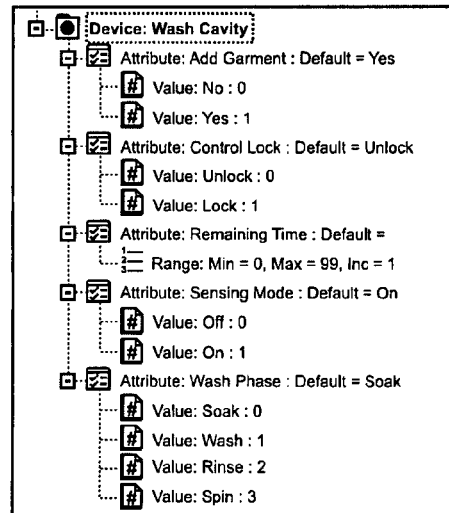 Device: Wash Cavity
Attribute: Add Garment : Default = Yes
Value: No : 0
Value: Yes : 1
Attribute: Control Lock : Default = Unlock
Value: Unlock : 0
Value: Lock : 1
Attribute: Remaining Time : Default =
Range: Min = 0, Max = 99, Inc = 1
Attribute: Sensing Mode : Default = On
Value: Off : 0
Value: On : 1
Attribute: Wash Phase : Default = Soak
Value: Soak : 0
Value: Wash : 1
Value: Rinse : 2
Value: Spin : 3